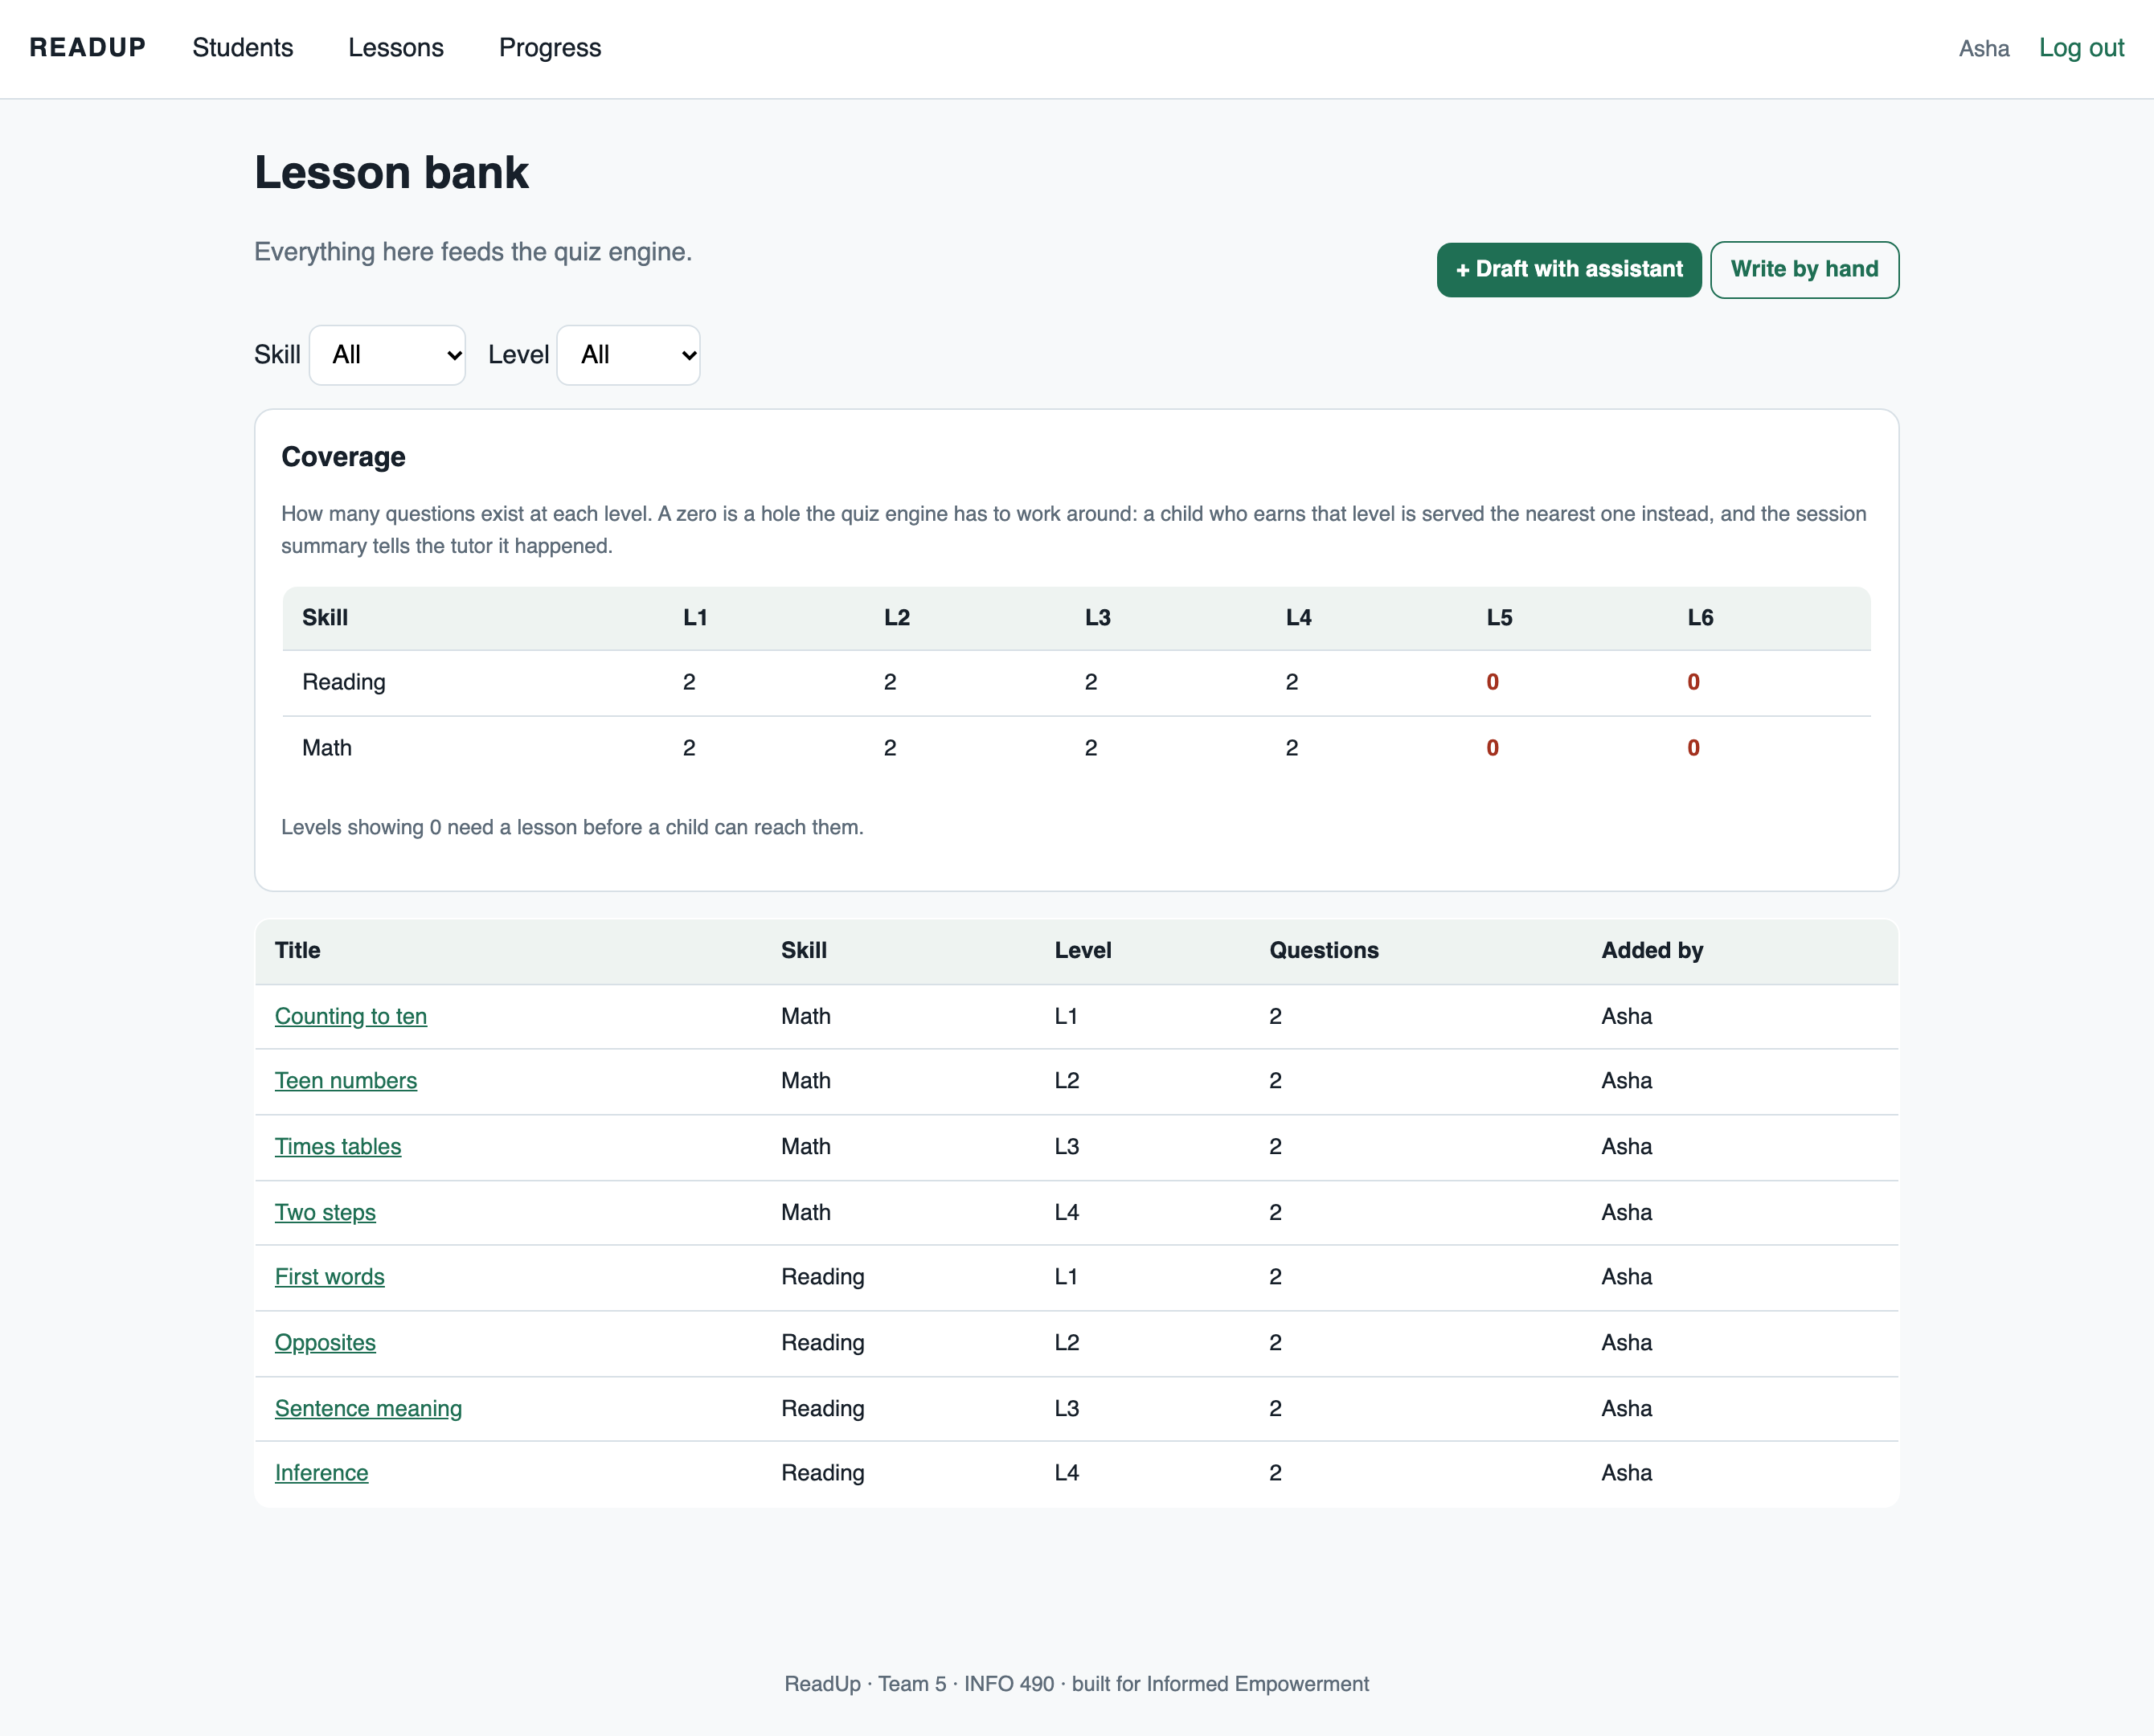 READUP Students Lessons Progress Asha Log out
Lesson bank
Everything here feeds the quiz engine.
+ Draft with assistant Write by hand
Skill All Level All
Coverage
How many questions exist at each level. A zero is a hole the quiz engine has to work around: a child who earns that level is served the nearest one instead, and the session
summary tells the tutor it happened.
Skill L1 L2 L3 L4 L5 L6
Reading 2 2 2 2 0 0
Math 2 2 2 2 0 0
Levels showing 0 need a lesson before a child can reach them.
Title Skill Level Questions Added by
Counting to ten Math L1 2 Asha
Teen numbers Math L2 2 Asha
Times tables Math L3 2 Asha
Two steps Math L4 2 Asha
First words Reading L1 2 Asha
Opposites Reading L2 2 Asha
Sentence meaning Reading L3 2 Asha
Inference Reading L4 2 Asha
ReadUp · Team 5 · INFO 490 · built for Informed Empowerment